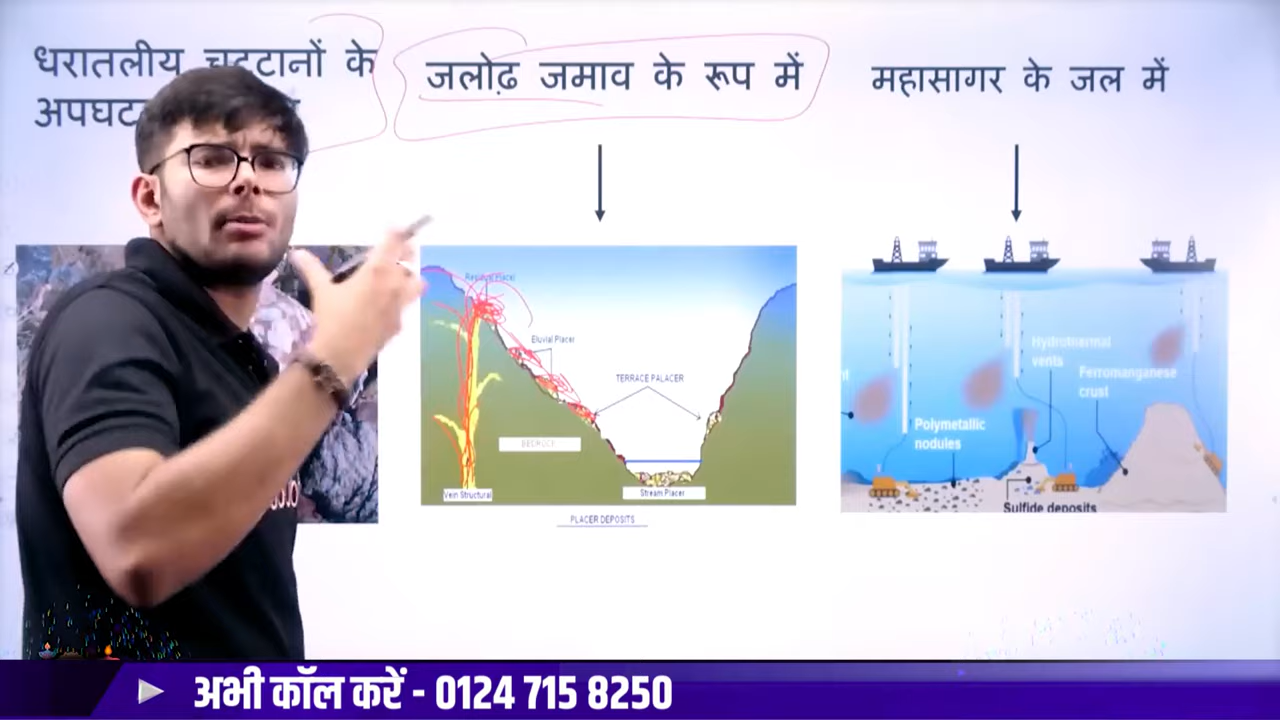 धरातलीय चट्टानों के
जलोढ़ जमाव के रूप में
महासागर के जल में
Eluvial Placer
TERRACE PALACER
BEDROCK
Vein Structural
Stream Placer
PLACER DEPOSITS
Hydrothermal
vents
Ferromanganese
crust
Polymetallic
nodules
Sulfide deposits
अभी कॉल करें - 0124 715 8250